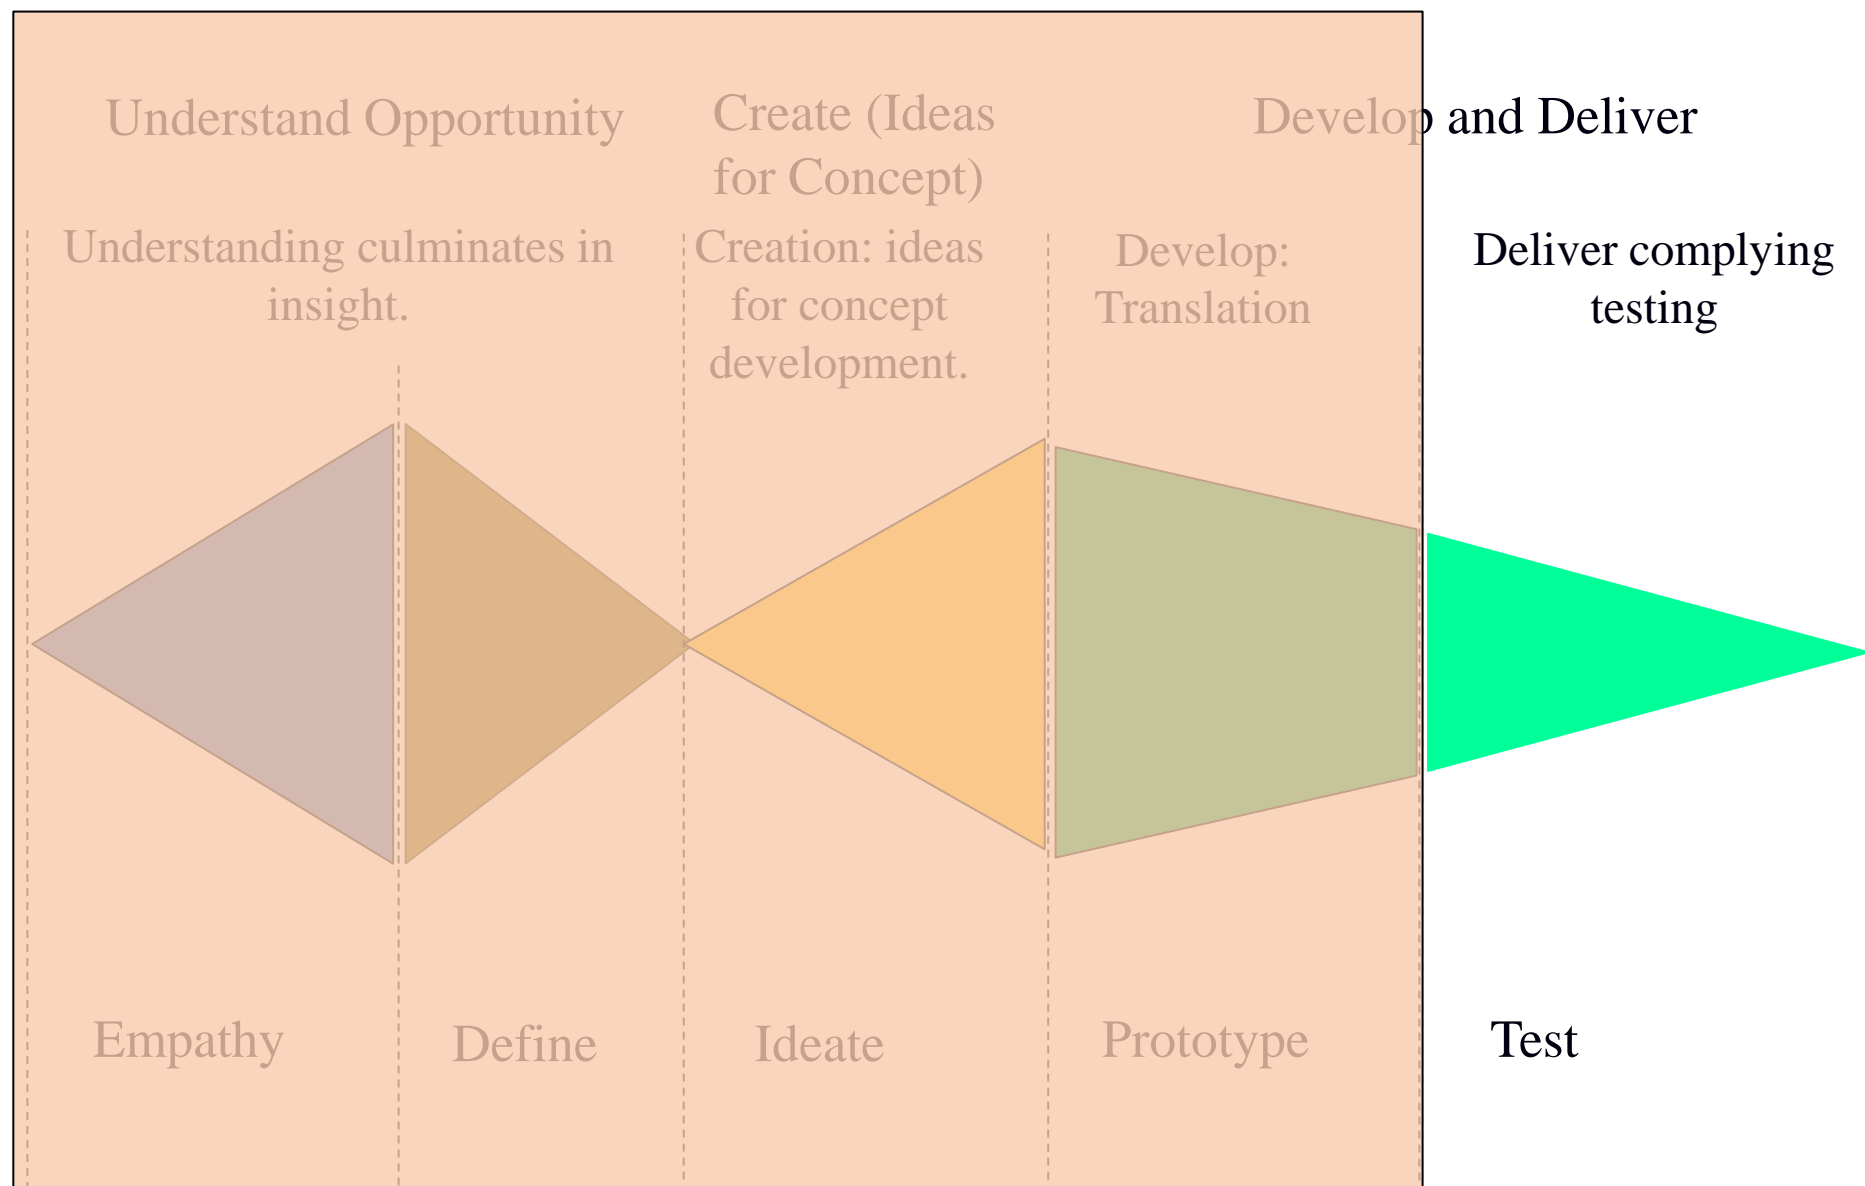 Understand Opportunity
Create (Ideas
for Concept)
Develop and Deliver
Understanding culminates in
insight.
Creation: ideas
for concept
development.
Develop:
Translation
Deliver complying
testing
Empathy
Define
Ideate
Prototype
Test